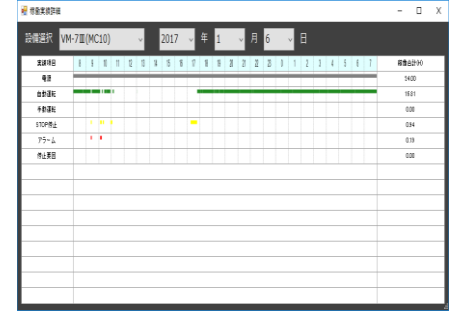 稼働実績詳細
設備選択 VM-7Ⅲ(MC10) 2017 年 1 月 6 日
実績項目 8 9 10 11 12 13 14 15 16 17 18 19 20 21 22 23 0 1 2 3 4 5 6 7 稼働合計(H)
電源 24.00
自動運転 15.81
手動運転 0.00
STOP停止 0.94
アラーム 0.19
停止要因 0.00